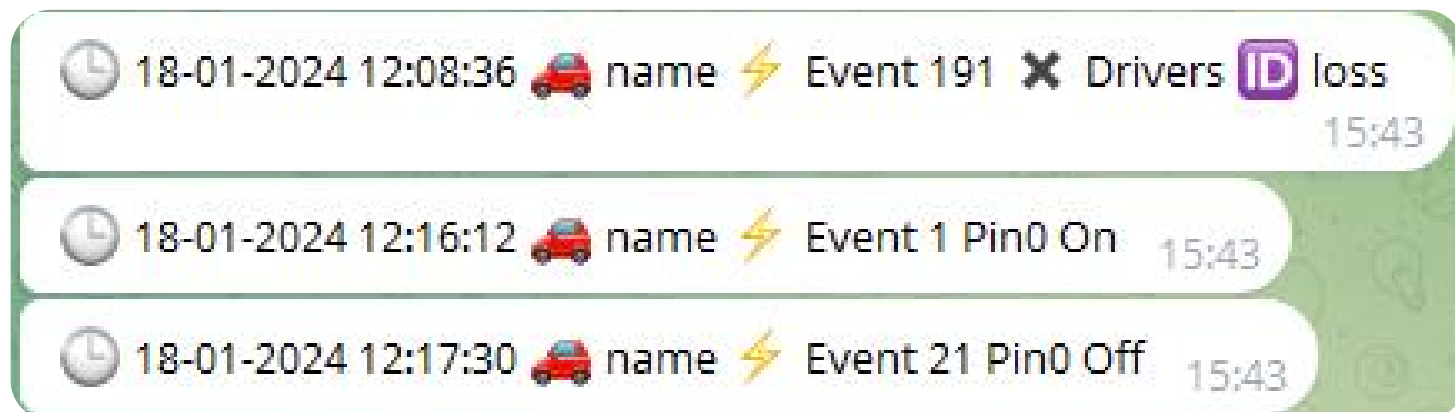 🕒 18-01-2024 12:08:36 🚗 name ⚡ Event 191 ✖ Drivers 🆔 loss
15:43
🕒 18-01-2024 12:16:12 🚗 name ⚡ Event 1 Pin0 On 15:43
🕒 18-01-2024 12:17:30 🚗 name ⚡ Event 21 Pin0 Off 15:43